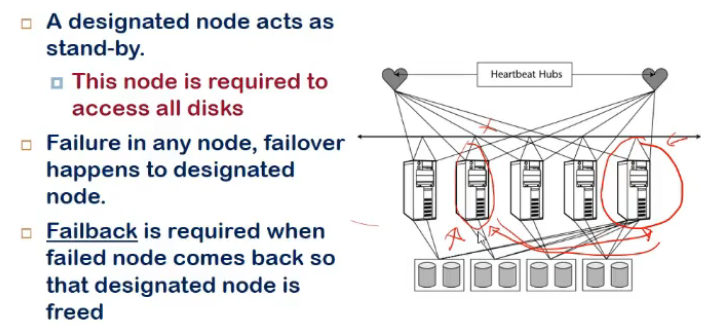 A designated node acts as
stand-by.
This node is required to
access all disks
Failure in any node, failover
happens to designated
node.
Failback is required when
failed node comes back so
that designated node is
freed
Heartbeat Hubs